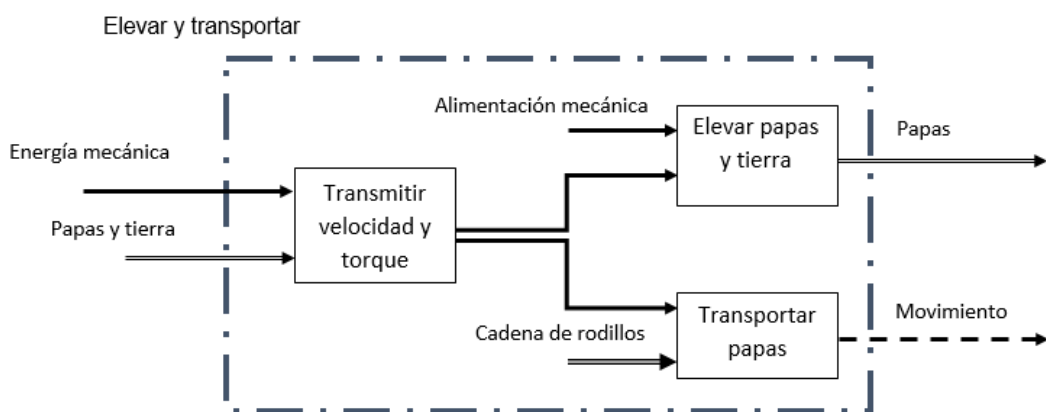 Elevar y transportar
Alimentación mecánica
Elevar papas
y tierra
Papas
Energía mecánica
Transmitir
velocidad y
torque
Papas y tierra
Cadena de rodillos
Transportar
papas
Movimiento